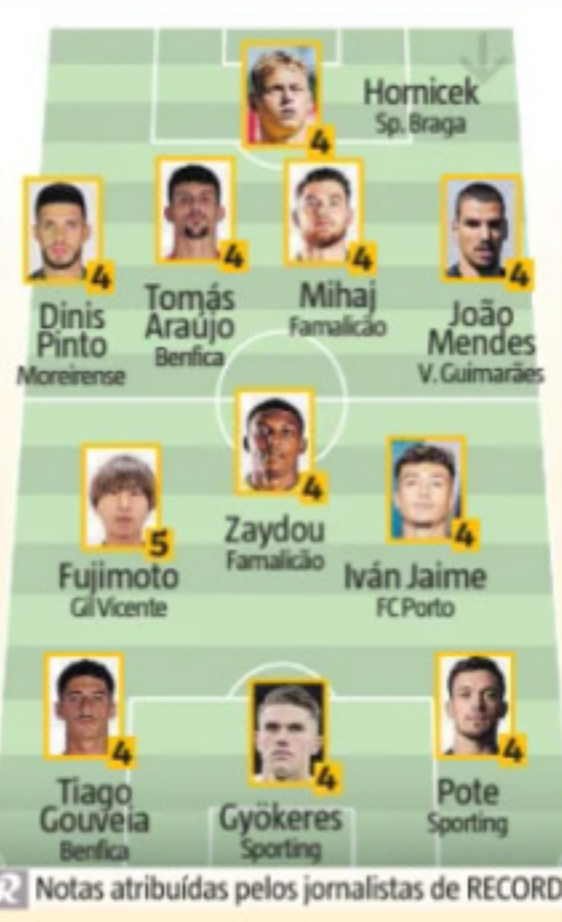 Hornicek
Sp. Braga
4
4
4
4
4
Dinis
Pinto
Moreirense
Tomás
Araújo
Benfica
Mihaj
Famalicão
João
Mendes
V. Guimarães
4
5
4
Zaydou
Famalicão
Fujimoto
Gil Vicente
Iván Jaime
FC Porto
4
4
4
Tiago
Gouveia
Benfica
Gyökeres
Sporting
Pote
Sporting
R Notas atribuídas pelos jornalistas de RECORD